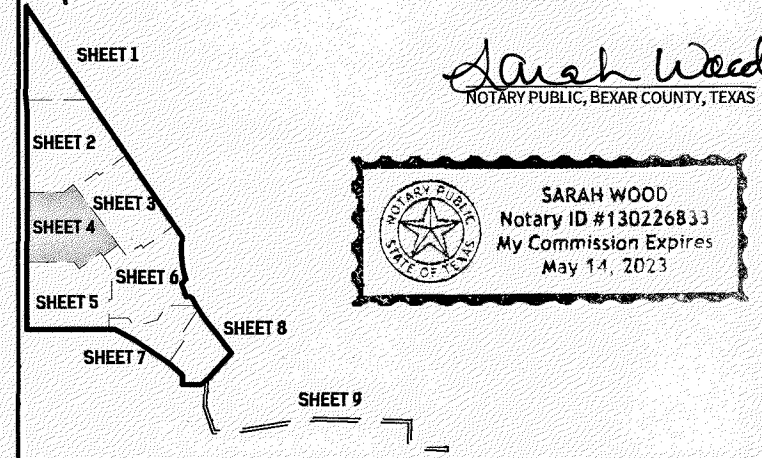 SHEET 1
Sarah Wood
NOTARY PUBLIC, BEXAR COUNTY, TEXAS
SHEET 2
SHEET 3
SHEET 4
SHEET 5
SHEET 6
SHEET 7
SHEET 8
SHEET 9
NOTARY PUBLIC
STATE OF TEXAS
SARAH WOOD
Notary ID #130226833
My Commission Expires
May 14, 2023